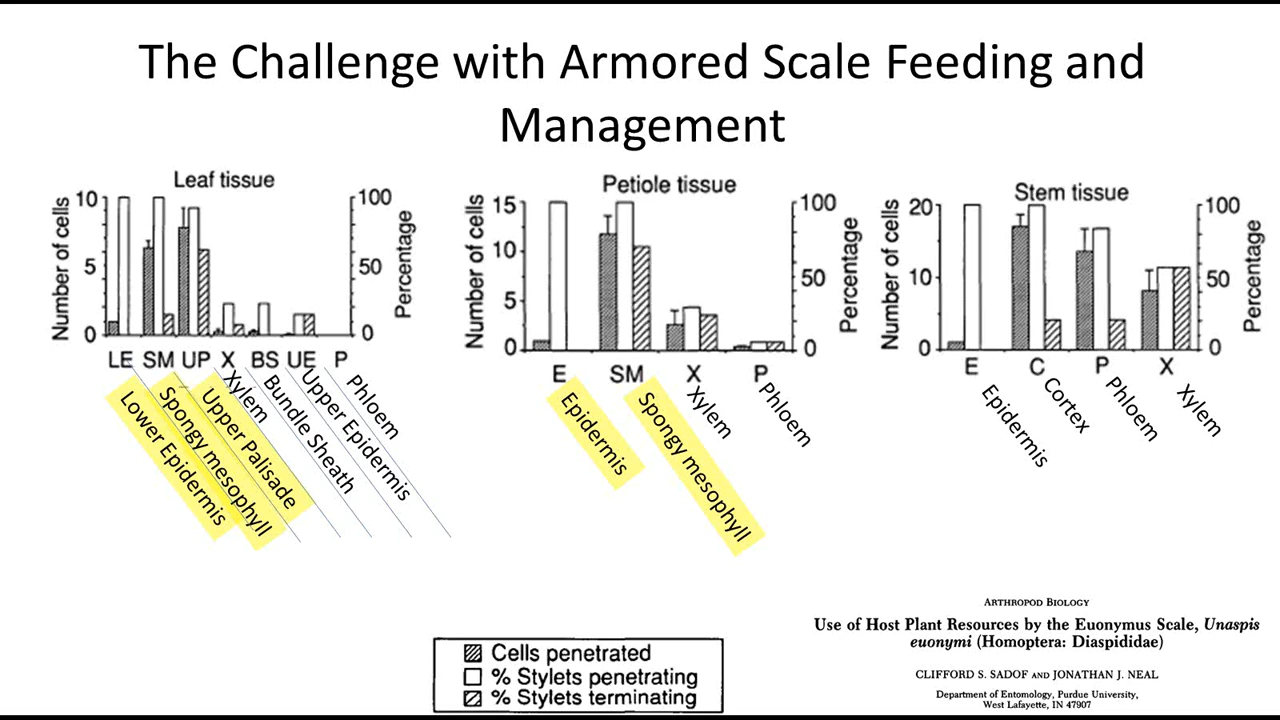 The Challenge with Armored Scale Feeding and
Management
Leaf tissue
Number of cells
10
5
0
100
50
0
Percentage
LE SM UP X BS UE P
Lower Epidermis
Spongy mesophyll
Upper Palisade
Xylem
Bundle Sheath
Upper Epidermis
Phloem
Petiole tissue
Number of cells
15
10
5
0
100
50
0
Percentage
E SM X P
Epidermis
Spongy mesophyll
Xylem
Phloem
Stem tissue
Number of cells
20
10
0
100
50
0
Percentage
E C P X
Epidermis
Cortex
Phloem
Xylem
Cells penetrated
% Stylets penetrating
% Stylets terminating
ARTHROPOD BIOLOGY
Use of Host Plant Resources by the Euonymus Scale, Unaspis
euonymi (Homoptera: Diaspididae)
CLIFFORD S. SADOF AND JONATHAN J. NEAL
Department of Entomology, Purdue University,
West Lafayette, IN 47907